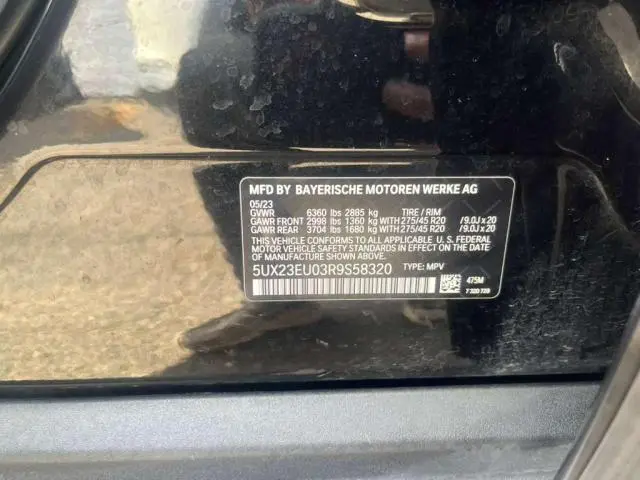 MFD BY BAYERISCHE MOTOREN WERKE AG
05/23
GVWR 6360 lbs 2885 kg TIRE / RIM
GAWR FRONT 2998 lbs 1360 kg WITH 275/45 R20 /9.0J x 20
GAWR REAR 3704 lbs 1680 kg WITH 275/45 R20 /9.0J x 20
THIS VEHICLE CONFORMS TO ALL APPLICABLE U.S. FEDERAL
MOTOR VEHICLE SAFETY STANDARDS IN EFFECT ON THE DATE
OF MANUFACTURE SHOWN ABOVE.
5UX23EU03R9S58320 TYPE: MPV
475M
7 320 728